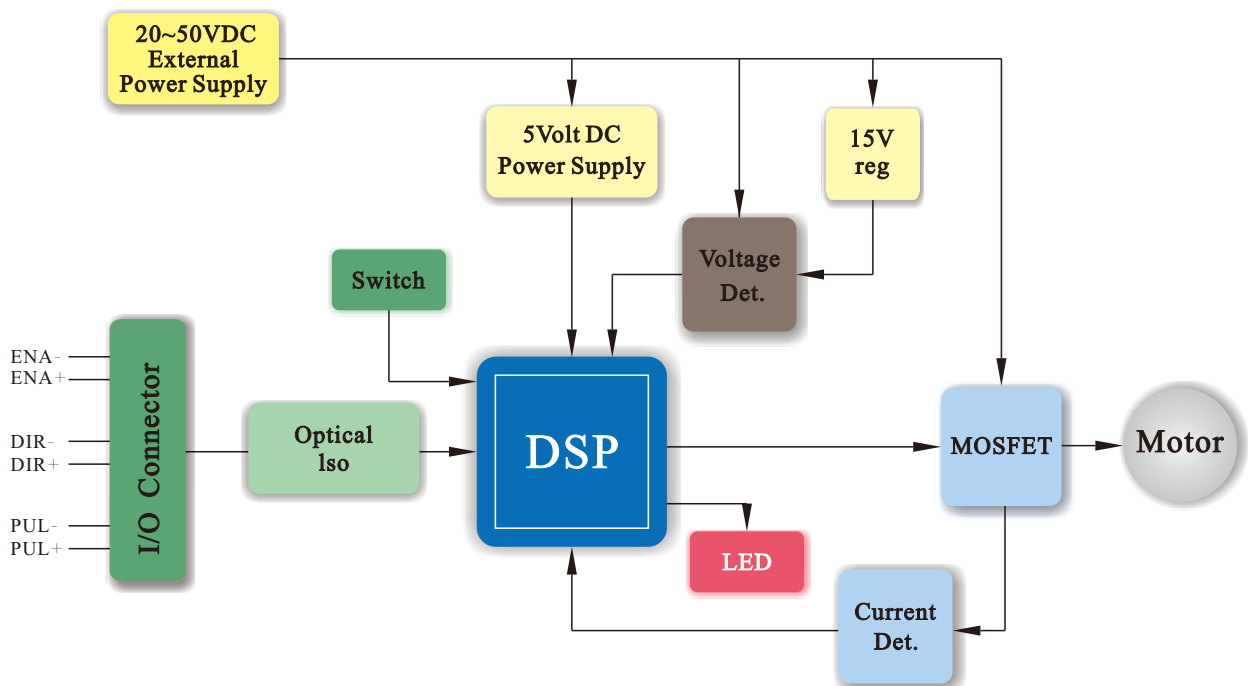 20~50VDC
External
Power Supply
5Volt DC
Power Supply
15V
reg
Voltage
Det.
Switch
ENA-
ENA+
DIR-
DIR+
PUL-
PUL+
I/O Connector
Optical
lso
DSP
MOSFET
Motor
LED
Current
Det.